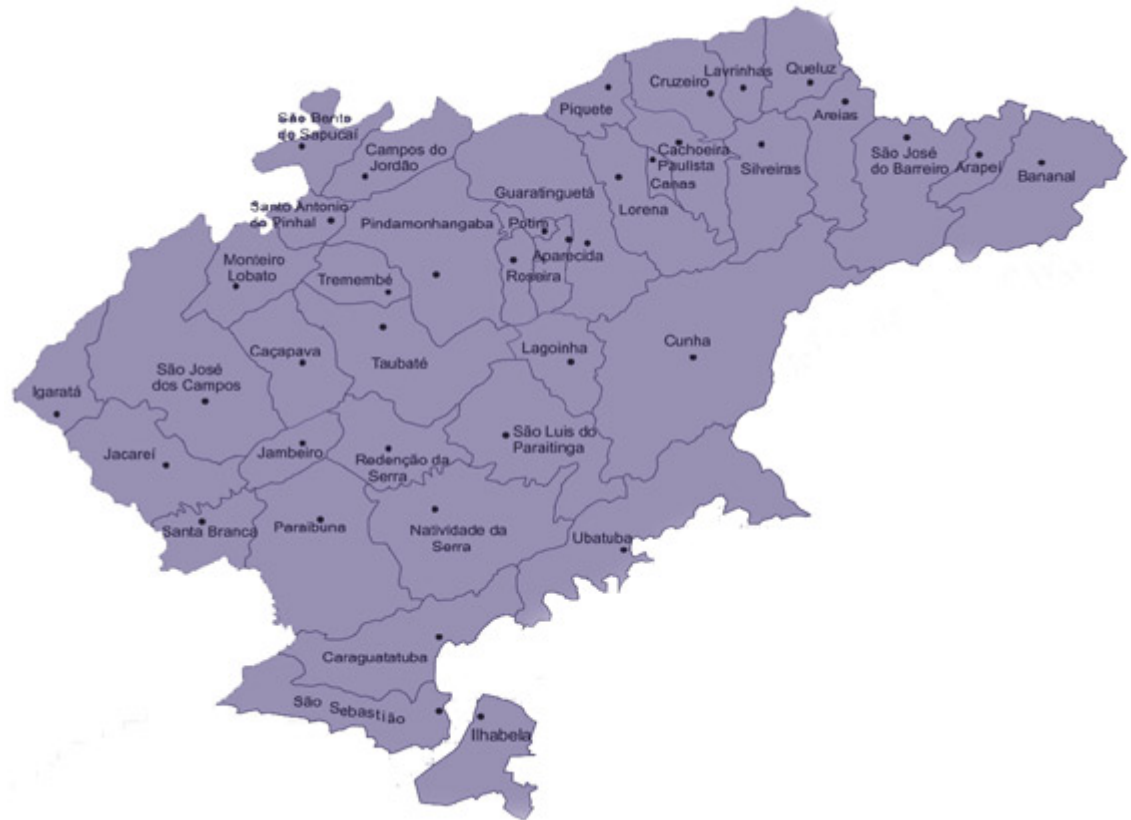 Lavrinhas
Queluz
Cruzeiro
Piquete
Areias
São Bento
do Sapucaí
Campos do
Jordão
Cachoeira
Paulista
Canas
Silveiras
São José
do Barreiro
Arapeí
Bananal
Guaratinguetá
Lorena
Santo Antonio
do Pinhal
Pindamonhangaba
Potim
Aparecida
Roseira
Monteiro
Lobato
Tremembé
Cunha
Lagoinha
Caçapava
Taubaté
São José
dos Campos
Igaratá
São Luis do
Paraitinga
Jacareí
Jambeiro
Redenção da
Serra
Santa Branca
Paraibuna
Natividade da
Serra
Ubatuba
Caraguatatuba
São Sebastião
Ilhabela